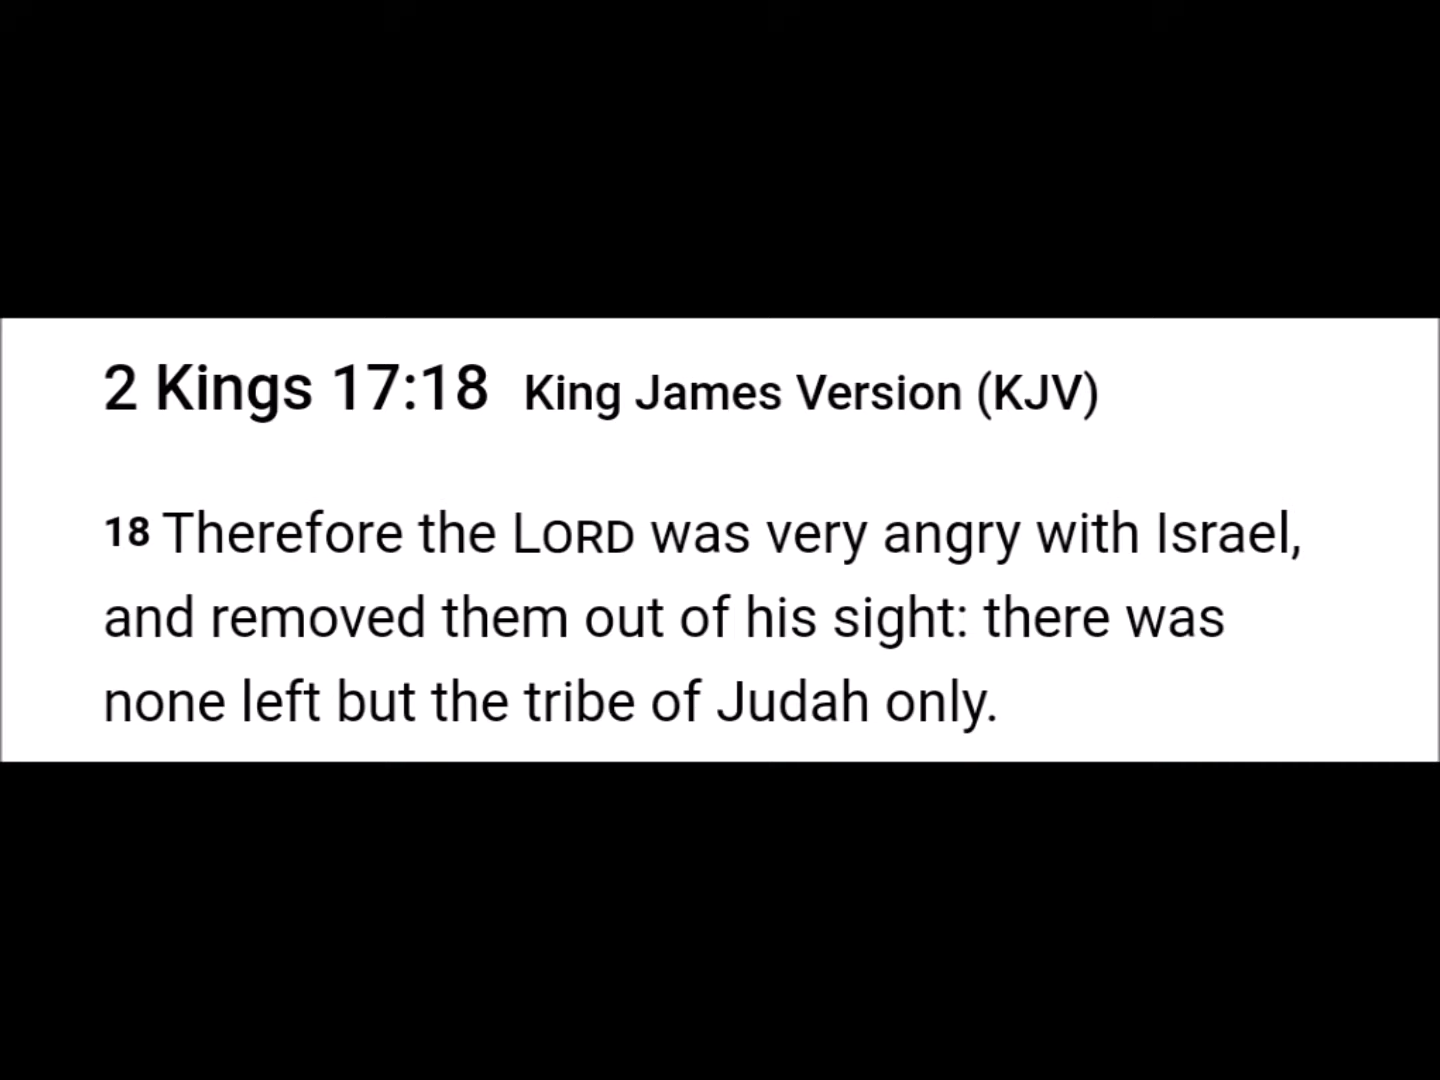 2 Kings 17:18 King James Version (KJV)
18 Therefore the LORD was very angry with Israel,
and removed them out of his sight: there was
none left but the tribe of Judah only.